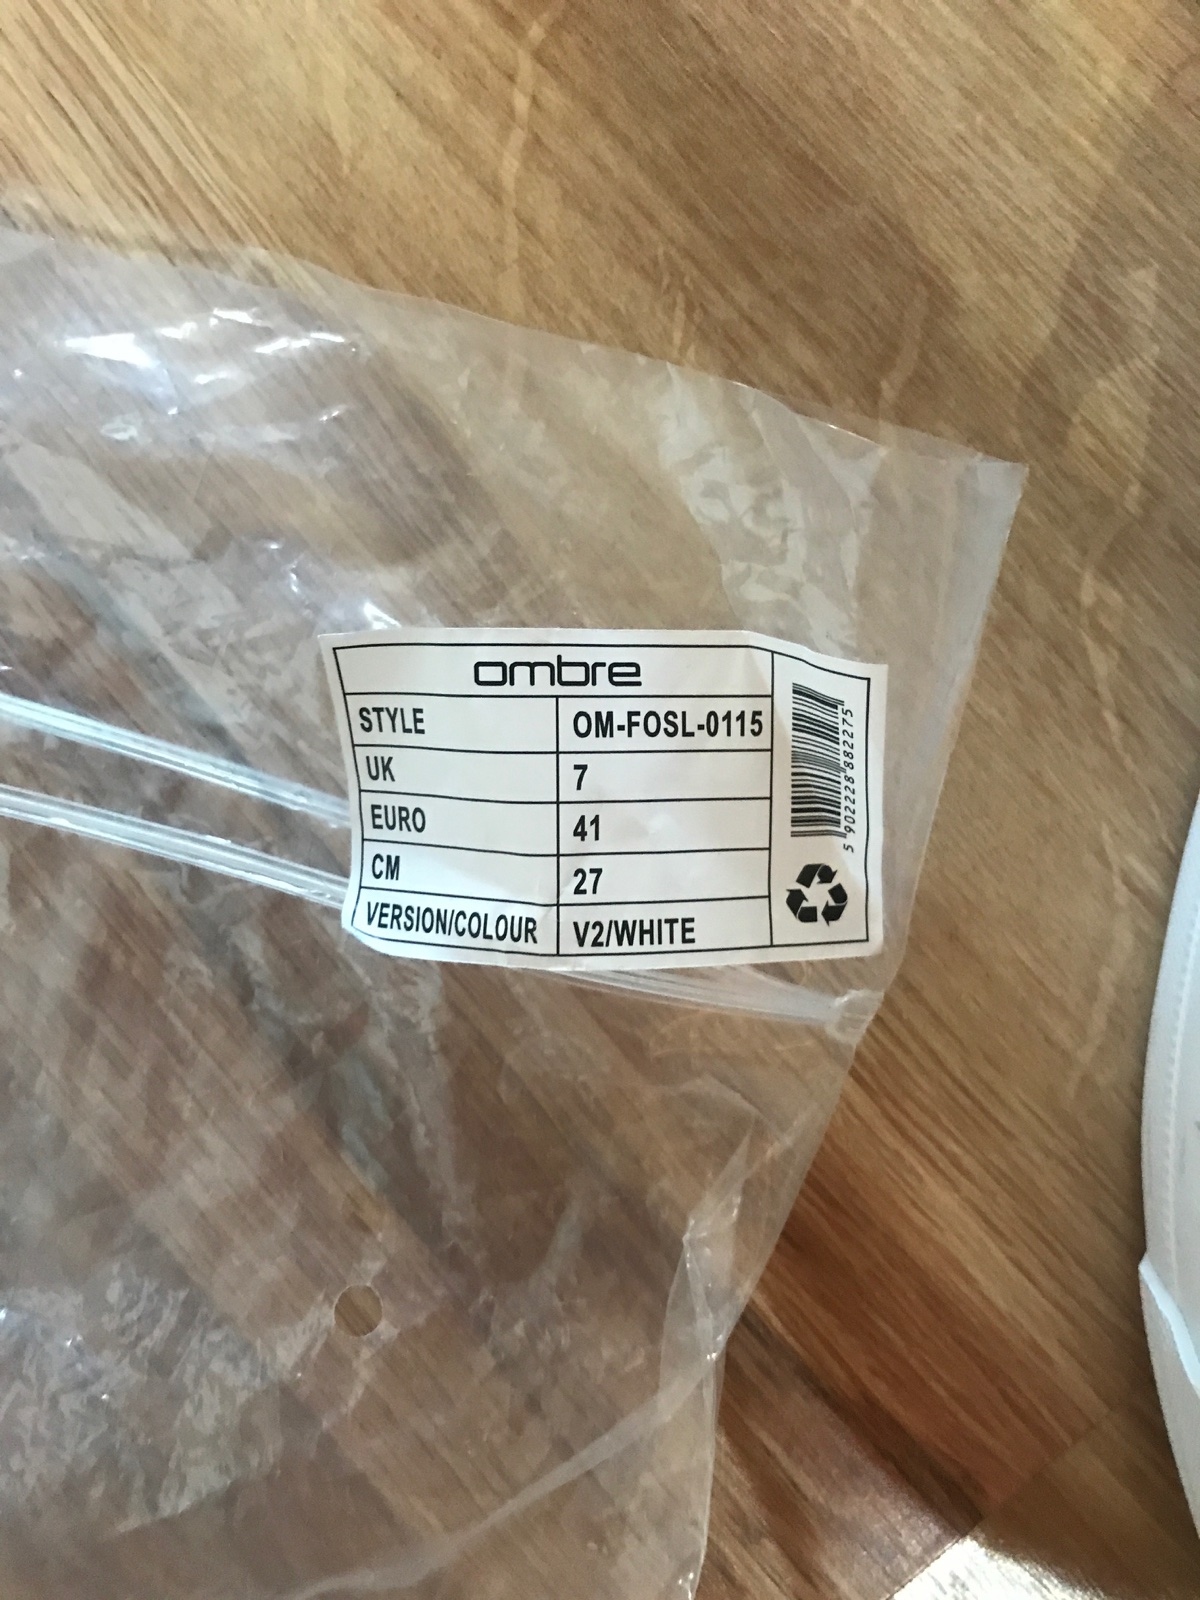 ombre
STYLE OM-FOSL-0115
UK 7
EURO 41
CM 27
VERSION/COLOUR V2/WHITE
5 902228 882275